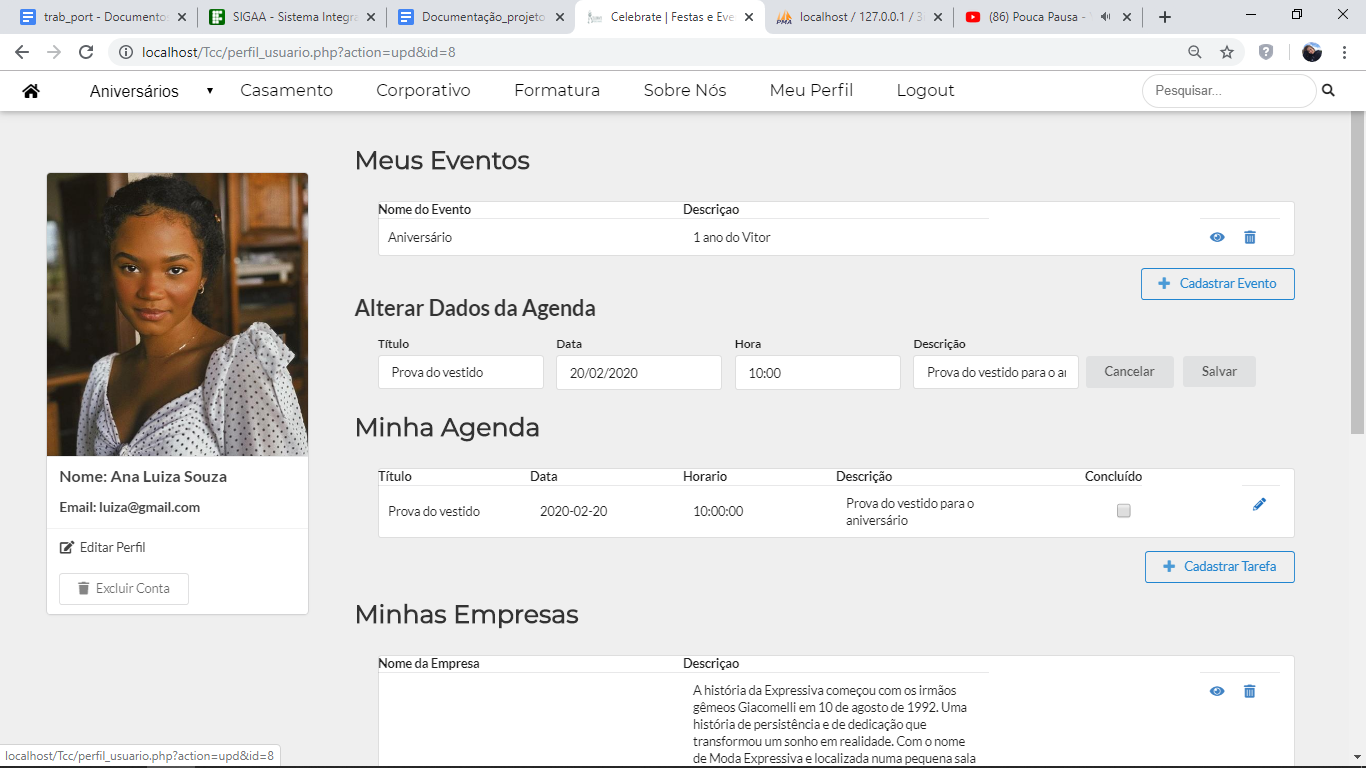 trab_port - Documentos
SIGAA - Sistema Integra
Documentação_projeto
Celebrate | Festas e Eve
localhost / 127.0.0.1 /
(86) Pouca Pausa -
localhost/Tcc/perfil_usuario.php?action=upd&id=8
Aniversários ▼ Casamento Corporativo Formatura Sobre Nós Meu Perfil Logout Pesquisar...
Meus Eventos
Nome do Evento Descriçao
Aniversário 1 ano do Vitor
+ Cadastrar Evento
Alterar Dados da Agenda
Título Data Hora Descrição
Prova do vestido 20/02/2020 10:00 Prova do vestido para o ar Cancelar Salvar
Minha Agenda
Título Data Horario Descrição Concluído
Prova do vestido 2020-02-20 10:00:00 Prova do vestido para o
aniversário
+ Cadastrar Tarefa
Minhas Empresas
Nome da Empresa Descriçao
A história da Expressiva começou com os irmãos
gêmeos Giacomelli em 10 de agosto de 1992. Uma
história de persistência e de dedicação que
transformou um sonho em realidade. Com o nome
de Moda Expressiva e localizada numa pequena sala
Nome: Ana Luiza Souza
Email: luiza@gmail.com
Editar Perfil
Excluir Conta
localhost/Tcc/perfil_usuario.php?action=upd&id=8